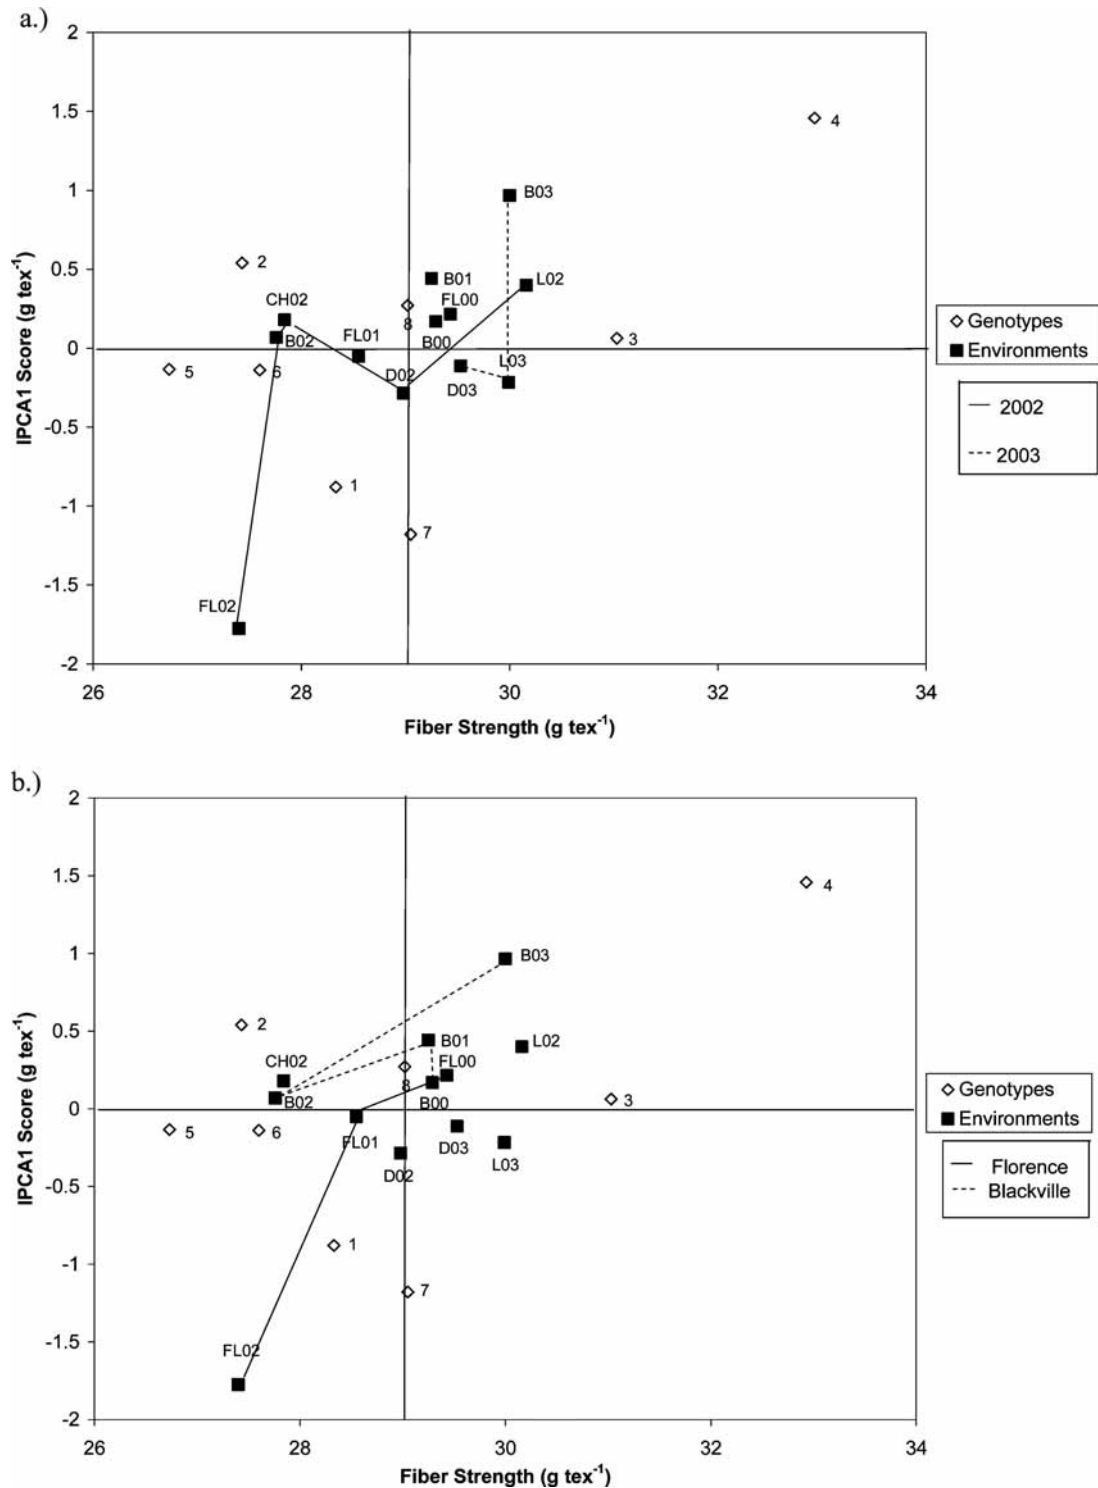 a.)
2
1.5
4
1
B03
0.5
2
B01
L02
CH02
FL00
8
FL01
B00
3
0
B02
L03
5
6
D02
D03
-0.5
1
7
-1
-1.5
FL02
-2
26
28
30
32
34
IPCA1 Score (g tex-1)
Fiber Strength (g tex-1)
Genotypes
Environments
2002
2003
b.)
2
1.5
4
1
B03
0.5
2
B01
L02
CH02
FL00
8
B02
B00
3
0
5
6
FL01
D03
D02
L03
-0.5
1
7
-1
-1.5
FL02
-2
26
28
30
32
34
IPCA1 Score (g tex-1)
Fiber Strength (g tex-1)
Genotypes
Environments
Florence
Blackville